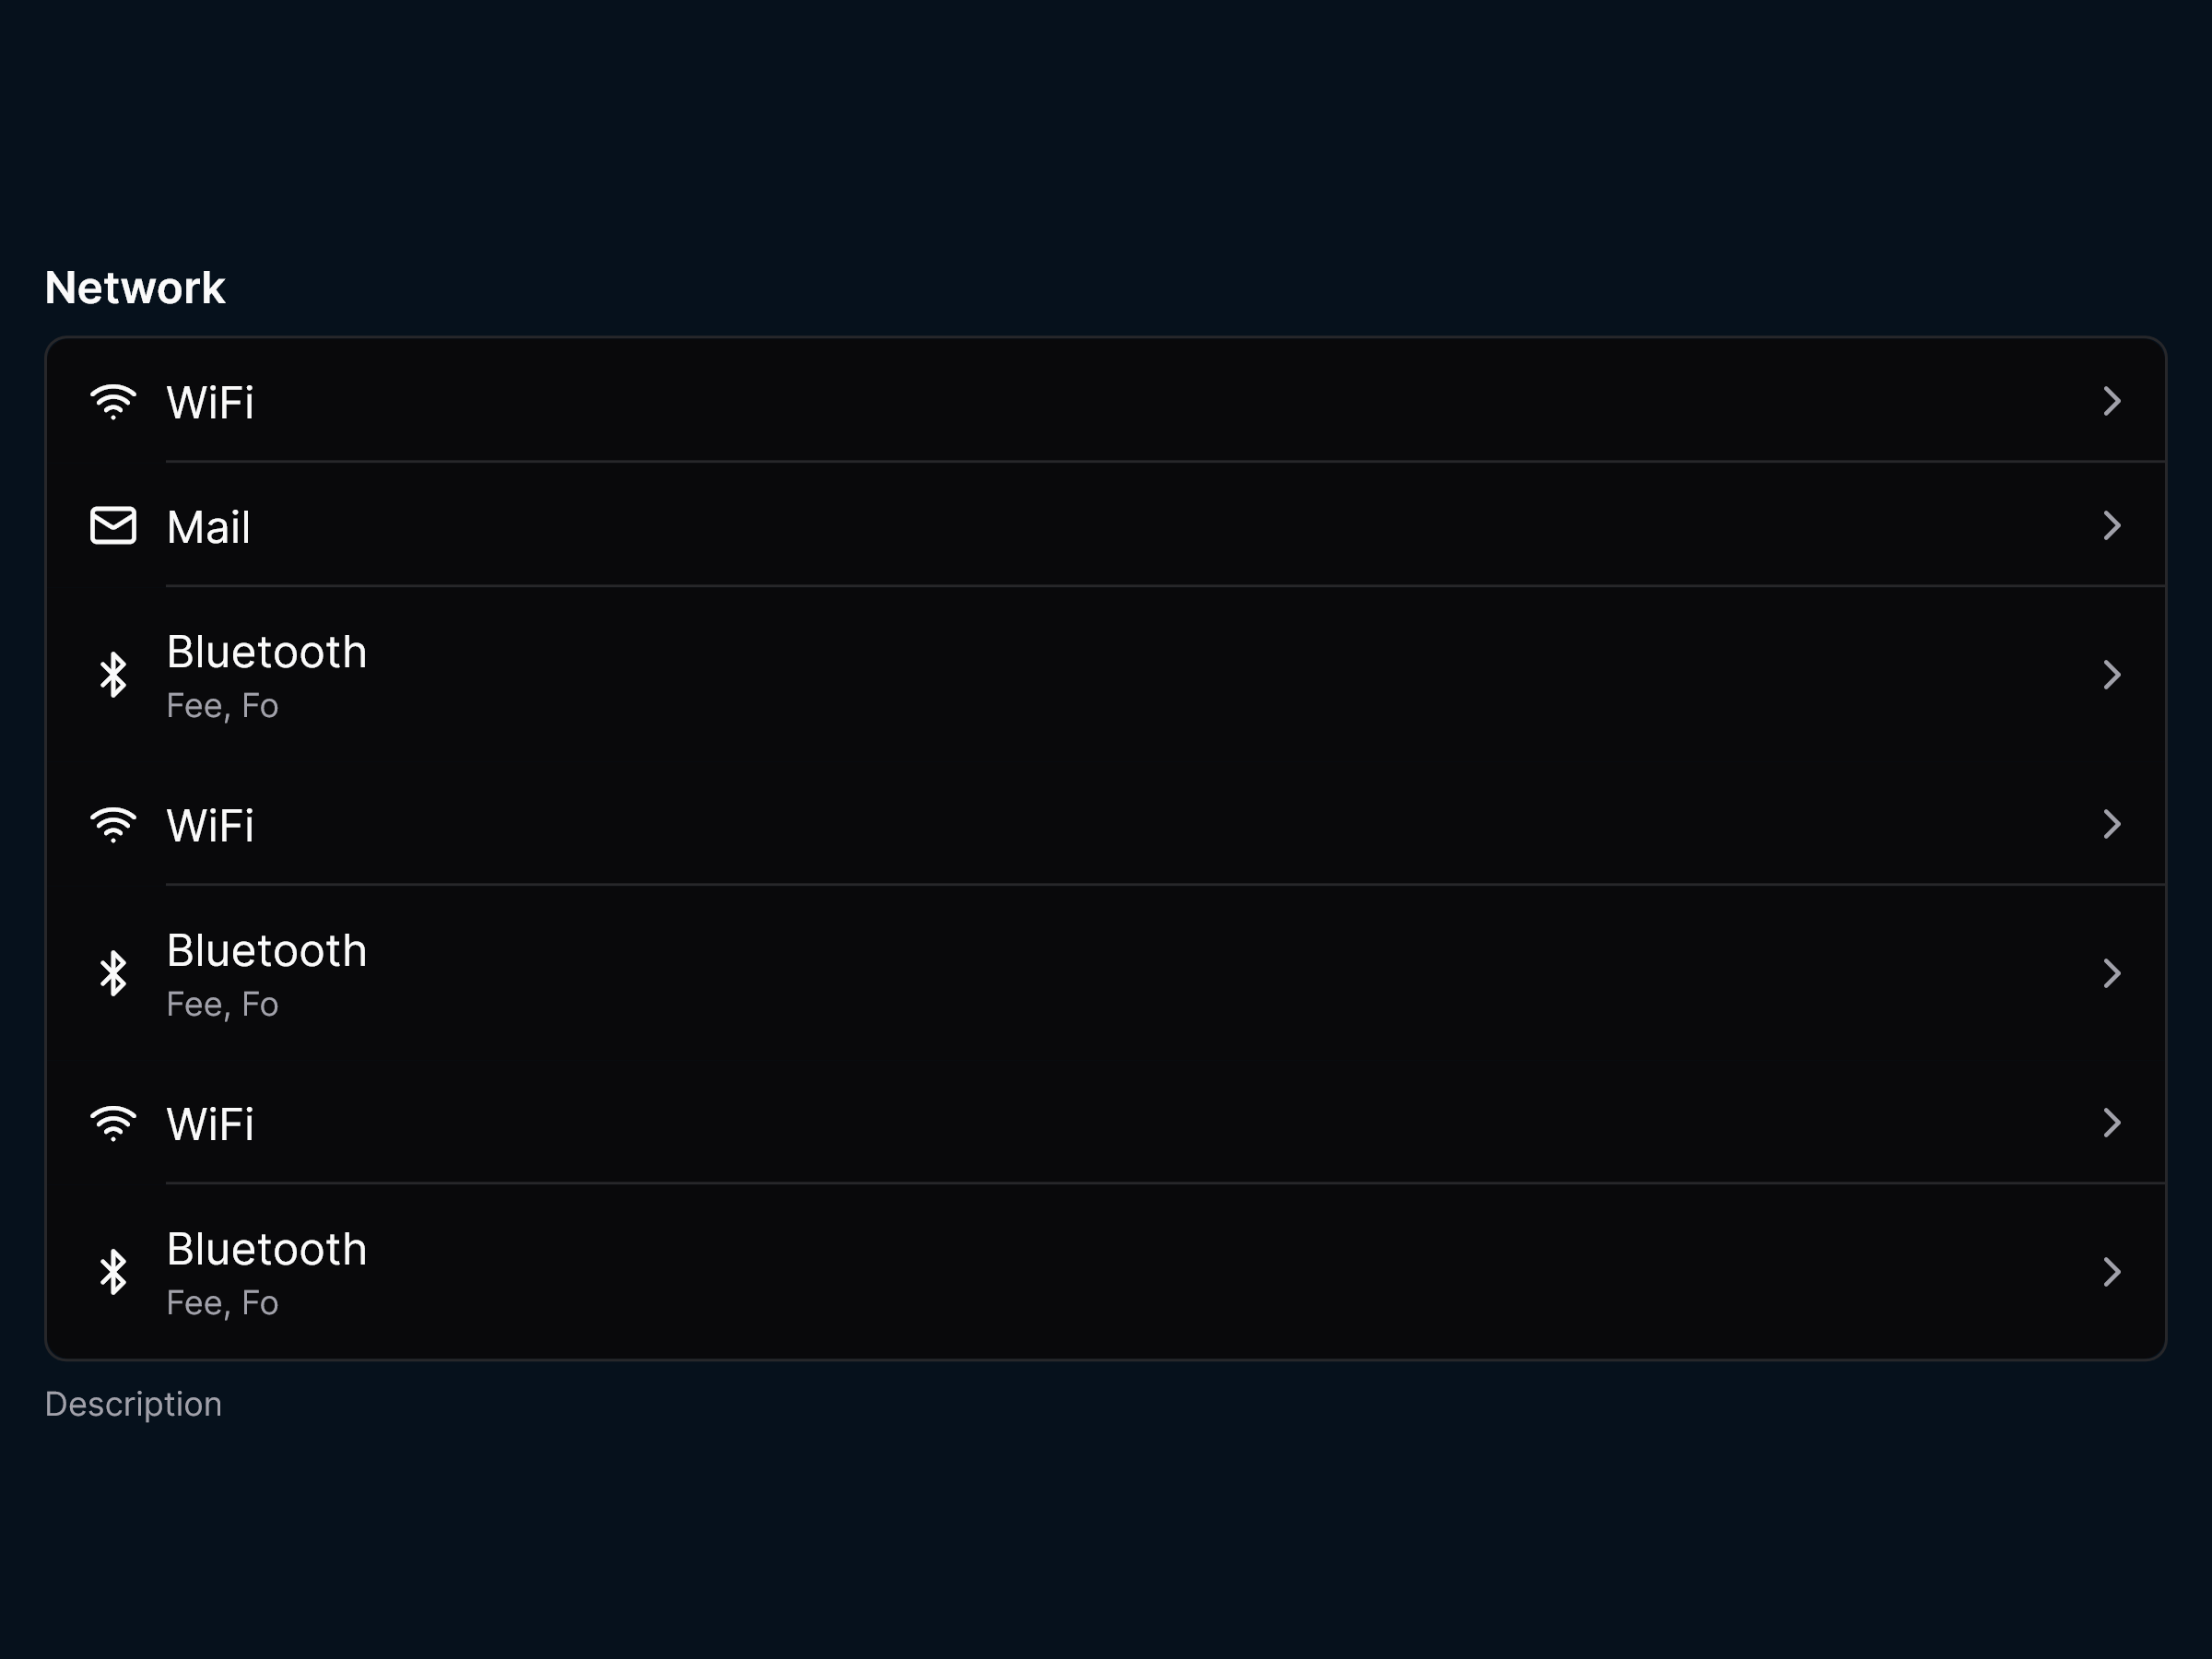 Network
WiFi
Mail
Bluetooth
Fee, Fo
WiFi
Bluetooth
Fee, Fo
WiFi
Bluetooth
Fee, Fo
Description